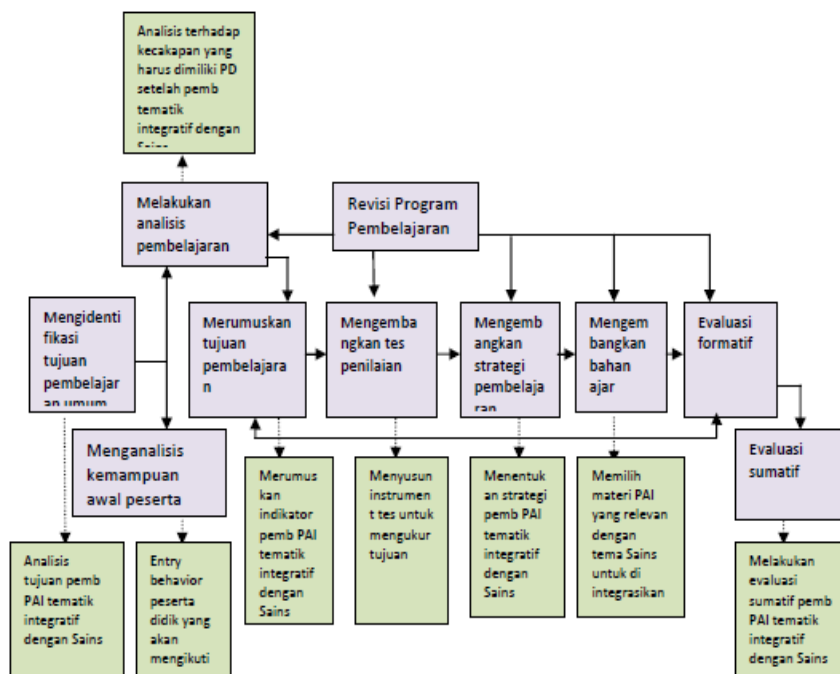 Analisis terhadap
kecakapan yang
harus dimiliki PD
setelah pemb
tematik
integratif dengan
Sains
Melakukan
analisis
pembelajaran
Revisi Program
Pembelajaran
Mengidenti
fikasi
tujuan
pembelajar
an umum
Merumuskan
tujuan
pembelajara
n
Mengemba
ngkan tes
penilaian
Mengemb
angkan
strategi
pembelaja
ran
Mengem
bangkan
bahan
ajar
Evaluasi
formatif
Menganalisis
kemampuan
awal peserta
Evaluasi
sumatif
Analisis
tujuan pemb
PAI tematik
integratif
dengan Sains
Entry
behavior
peserta
didik yang
akan
mengikuti
Merumus
kan
indikator
pemb PAI
tematik
integratif
dengan
Sains
Menyusun
instrumen
t tes untuk
mengukur
tujuan
Menentu
kan strategi
pemb PAI
tematik
integratif
dengan
Sains
Memilih
materi PAI
yang relevan
dengan
tema Sains
untuk di
integrasikan
Melakukan
evaluasi
sumatif pemb
PAI tematik
integratif
dengan Sains